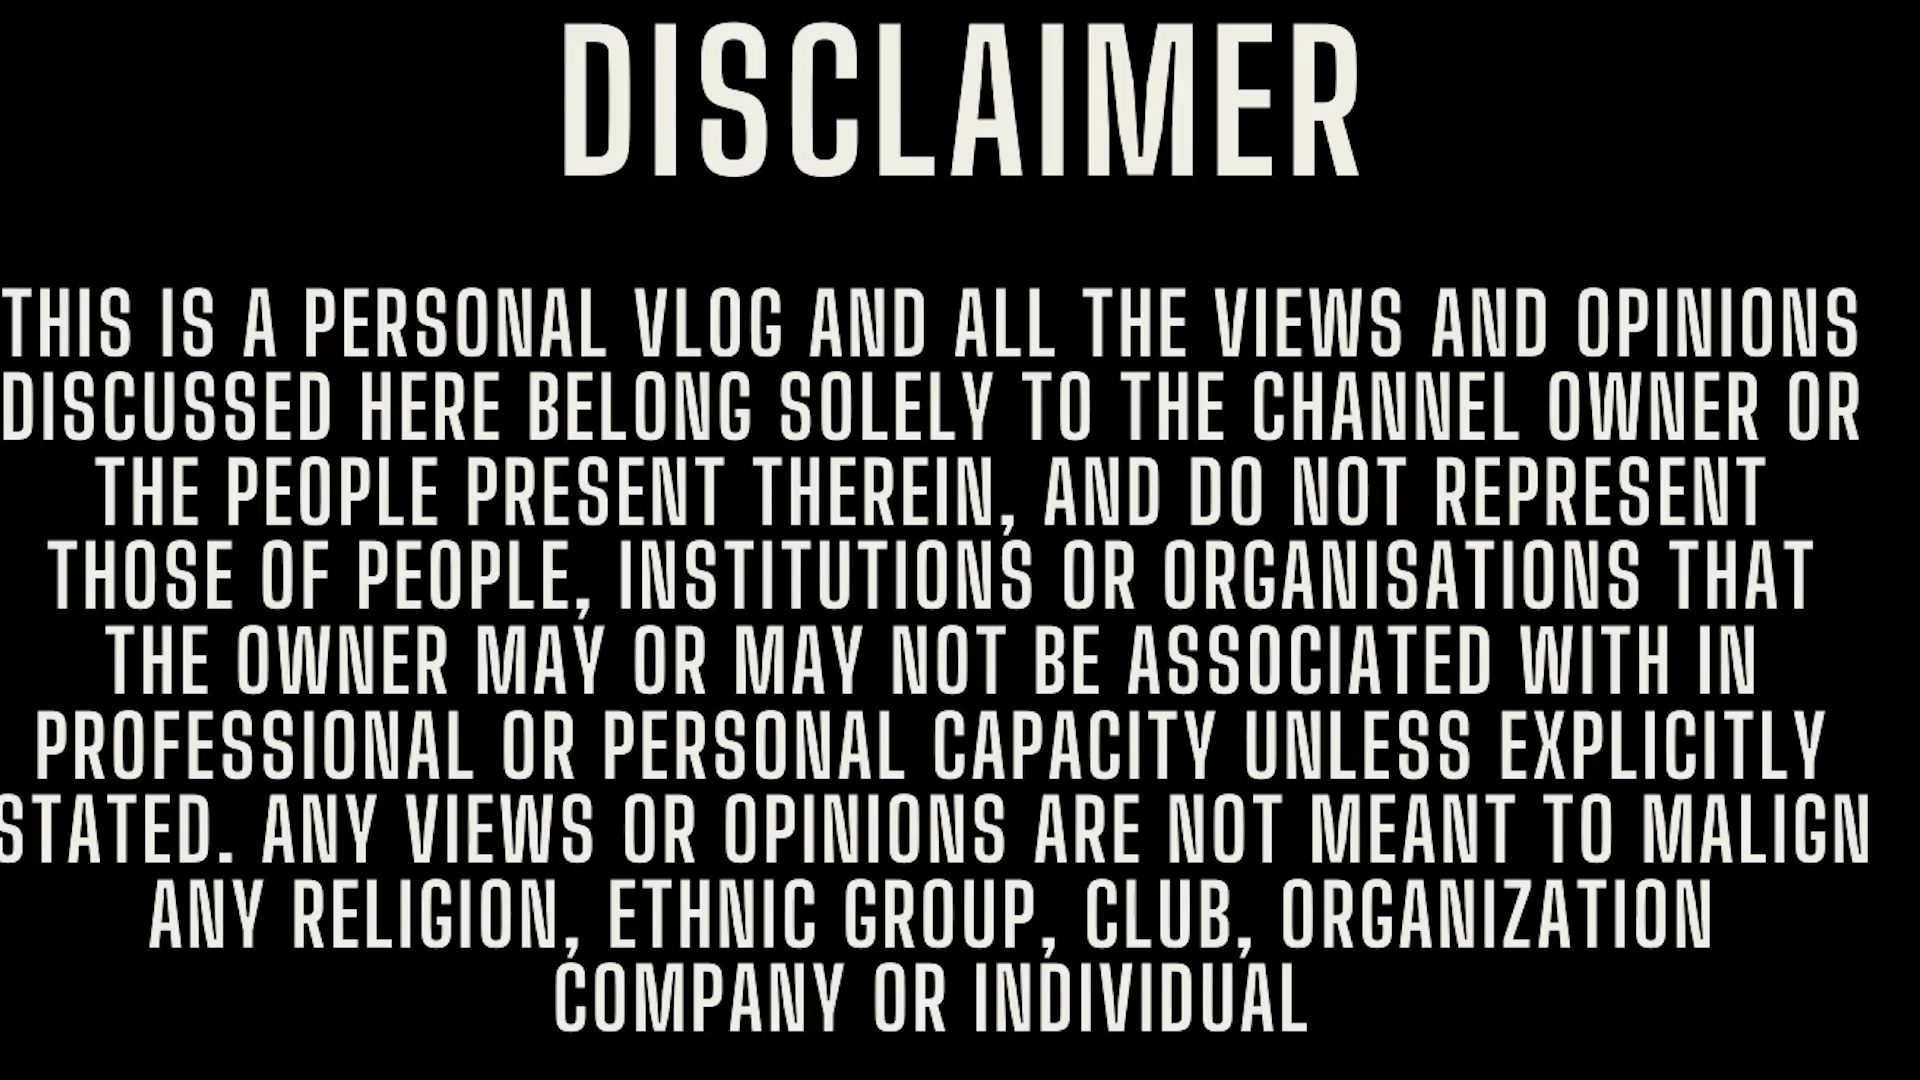 DISCLAIMER
THIS IS A PERSONAL VLOG AND ALL THE VIEWS AND OPINIONS
DISCUSSED HERE BELONG SOLELY TO THE CHANNEL OWNER OR
THE PEOPLE PRESENT THEREIN, AND DO NOT REPRESENT
THOSE OF PEOPLE, INSTITUTIONS OR ORGANISATIONS THAT
THE OWNER MAY OR MAY NOT BE ASSOCIATED WITH IN
PROFESSIONAL OR PERSONAL CAPACITY UNLESS EXPLICITLY
STATED. ANY VIEWS OR OPINIONS ARE NOT MEANT TO MALIGN
ANY RELIGION, ETHNIC GROUP, CLUB, ORGANIZATION
COMPANY OR INDIVIDUAL